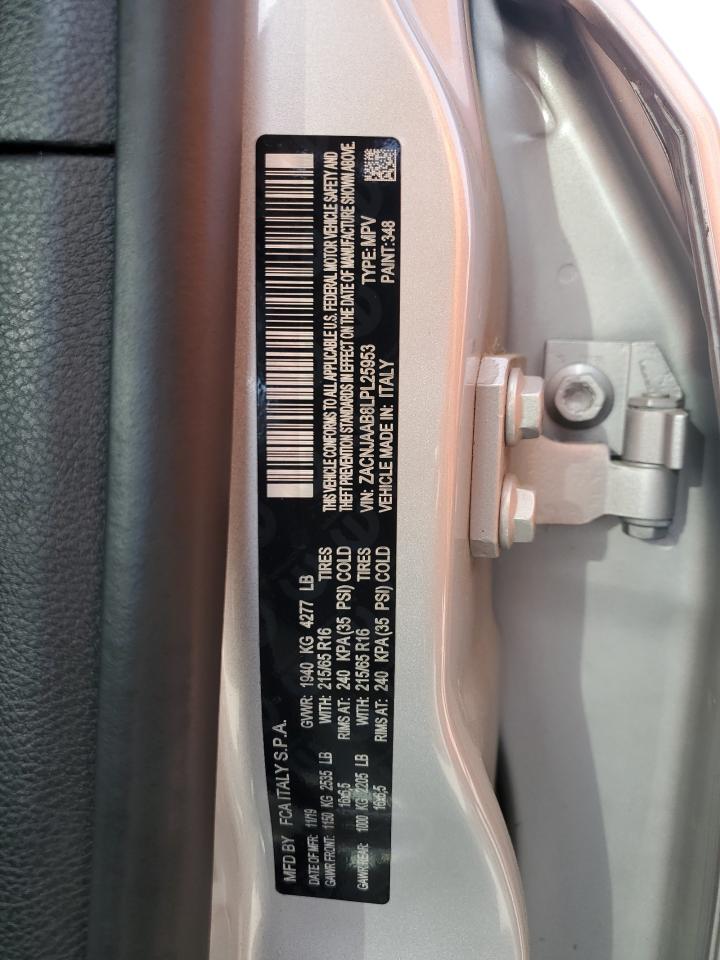 MFD BY FCA ITALY S.P.A.
DATE OF MFR: 11/19 GVWR: 1940 KG 4277 LB
GAWR FRONT: 1150 KG 2535 LB WITH: 215/65 R16 TIRES
16x6,5 RIMS AT: 240 KPA(35 PSI) COLD
GAWR REAR: 1000 KG 2205 LB WITH: 215/65 R16 TIRES
16x6,5 RIMS AT: 240 KPA(35 PSI) COLD
THIS VEHICLE CONFORMS TO ALL APPLICABLE U.S. FEDERAL MOTOR VEHICLE SAFETY AND
THEFT PREVENTION STANDARDS IN EFFECT ON THE DATE OF MANUFACTURE SHOWN ABOVE
VIN: ZACNJAAB8LPL25953 TYPE: MPV
VEHICLE MADE IN: ITALY PAINT:348